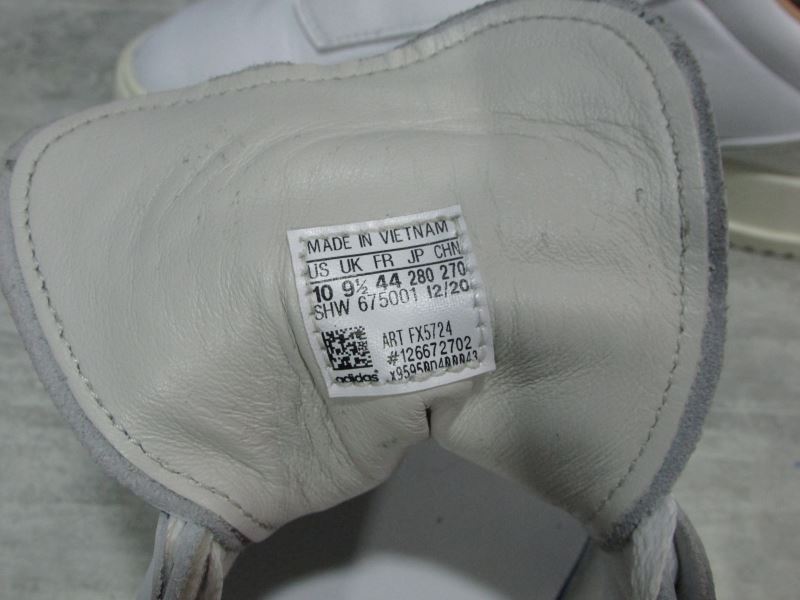 MADE IN VIETNAM
US UK FR JP CHN
10 9½ 44 280 270
SHW 675001 12/20
ART FX5724
#126672702
adidas